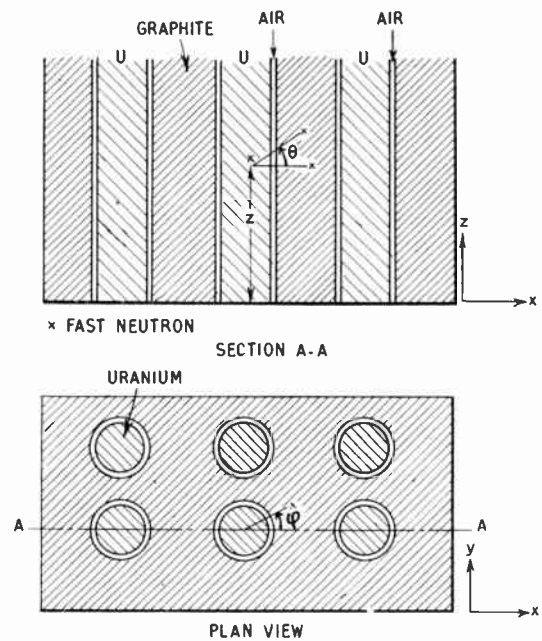 AIR AIR
GRAPHITE
U U U
θ
z
z
x
× FAST NEUTRON
SECTION A-A
URANIUM
A φ A
y
x
PLAN VIEW